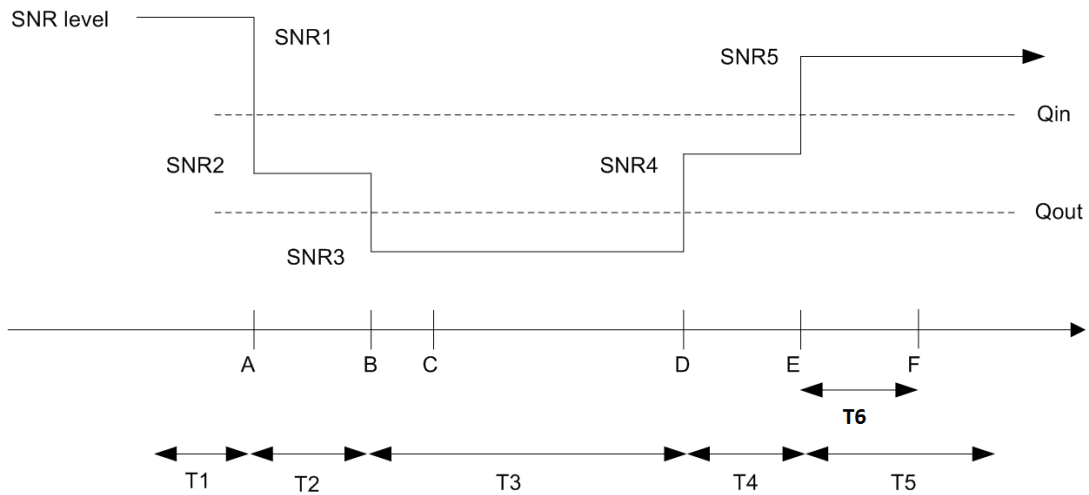 SNR level
SNR1
SNR5
Qin
SNR2
SNR4
Qout
SNR3
A B C D E F
T6
T1 T2 T3 T4 T5